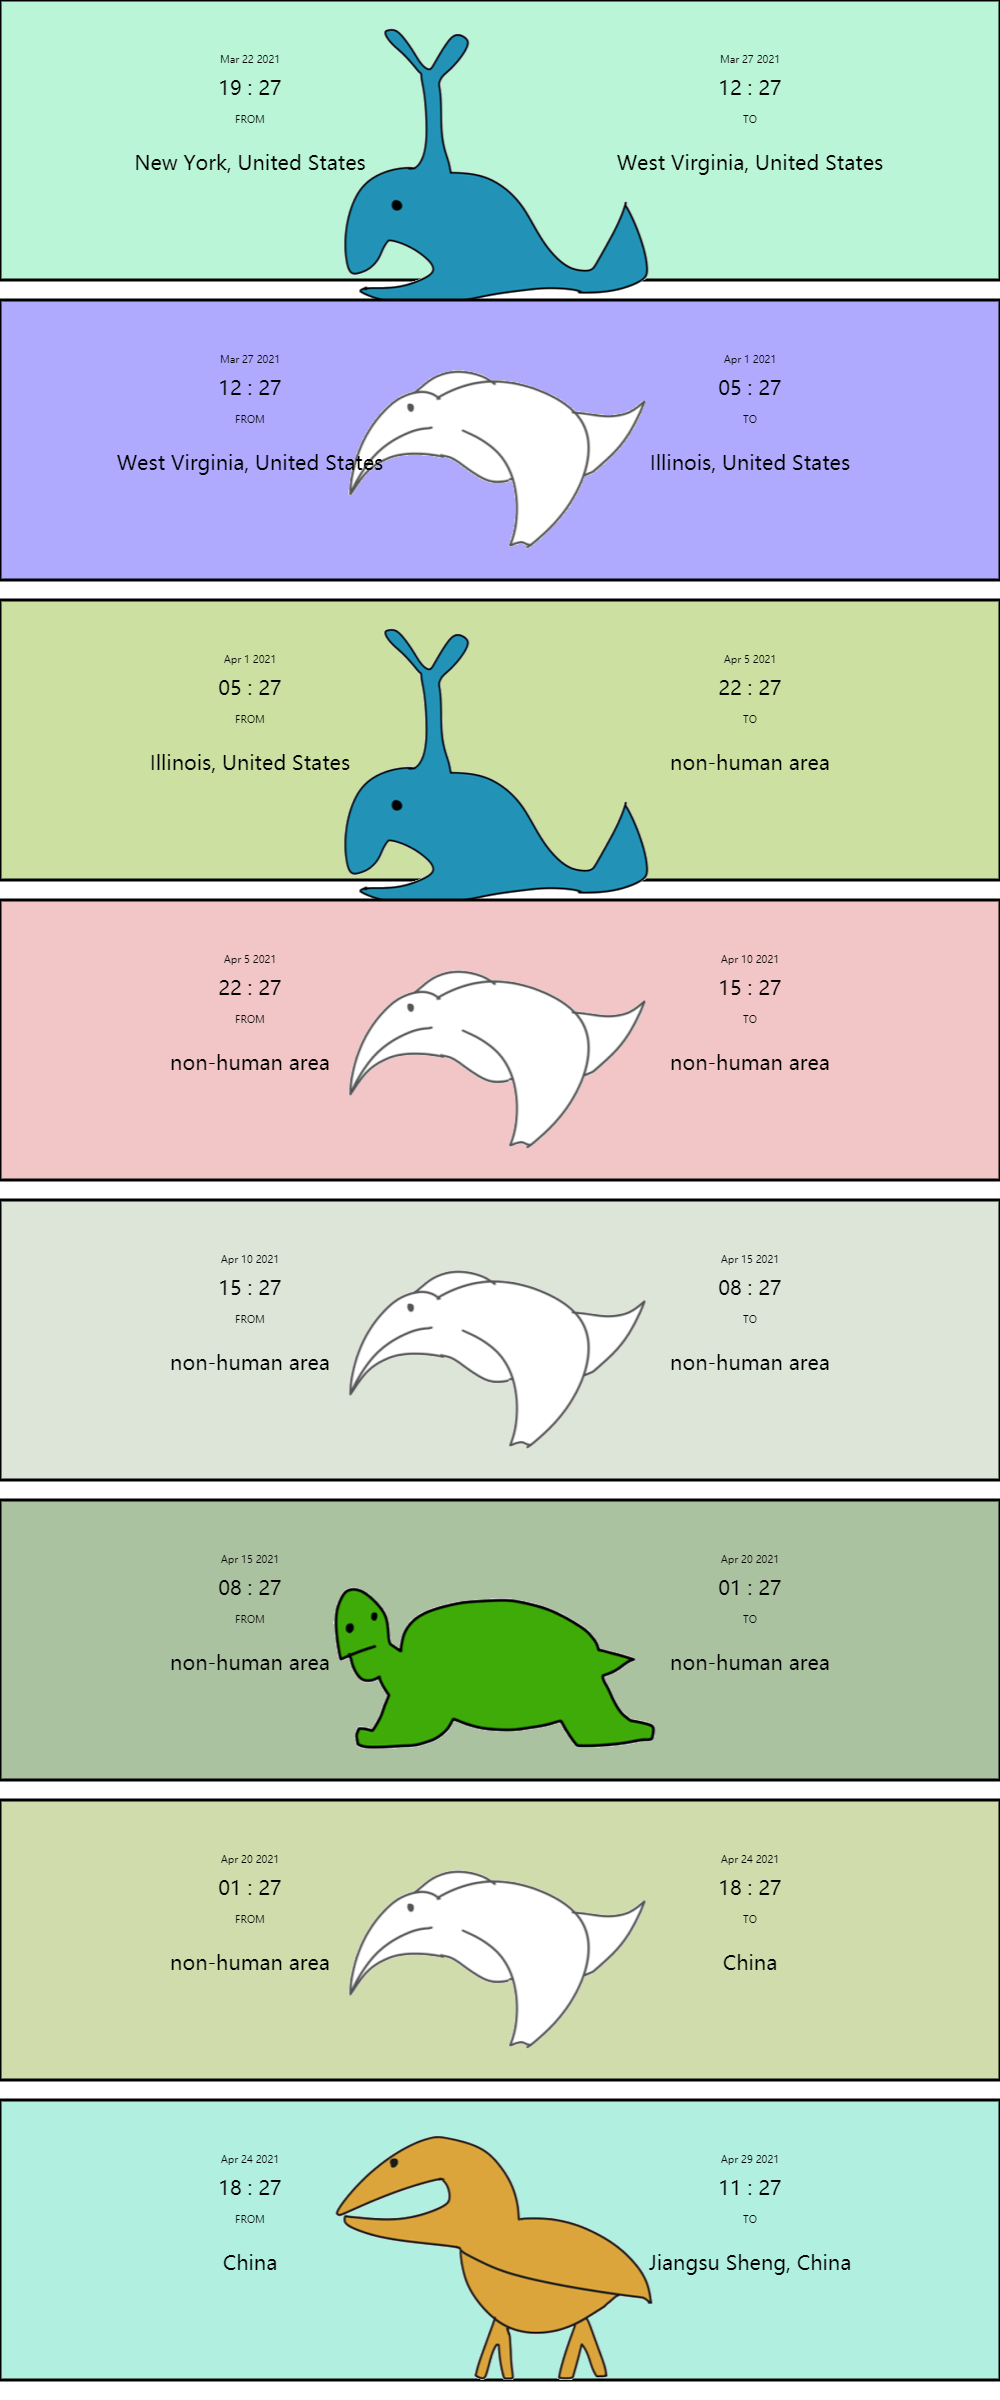 Mar 22 2021
19 : 27
FROM
New York, United States
Mar 27 2021
12 : 27
TO
West Virginia, United States
Mar 27 2021
12 : 27
FROM
West Virginia, United States
Apr 1 2021
05 : 27
TO
Illinois, United States
Apr 1 2021
05 : 27
FROM
Illinois, United States
Apr 5 2021
22 : 27
TO
non-human area
Apr 5 2021
22 : 27
FROM
non-human area
Apr 10 2021
15 : 27
TO
non-human area
Apr 10 2021
15 : 27
FROM
non-human area
Apr 15 2021
08 : 27
TO
non-human area
Apr 15 2021
08 : 27
FROM
non-human area
Apr 20 2021
01 : 27
TO
non-human area
Apr 20 2021
01 : 27
FROM
non-human area
Apr 24 2021
18 : 27
TO
China
Apr 24 2021
18 : 27
FROM
China
Apr 29 2021
11 : 27
TO
Jiangsu Sheng, China